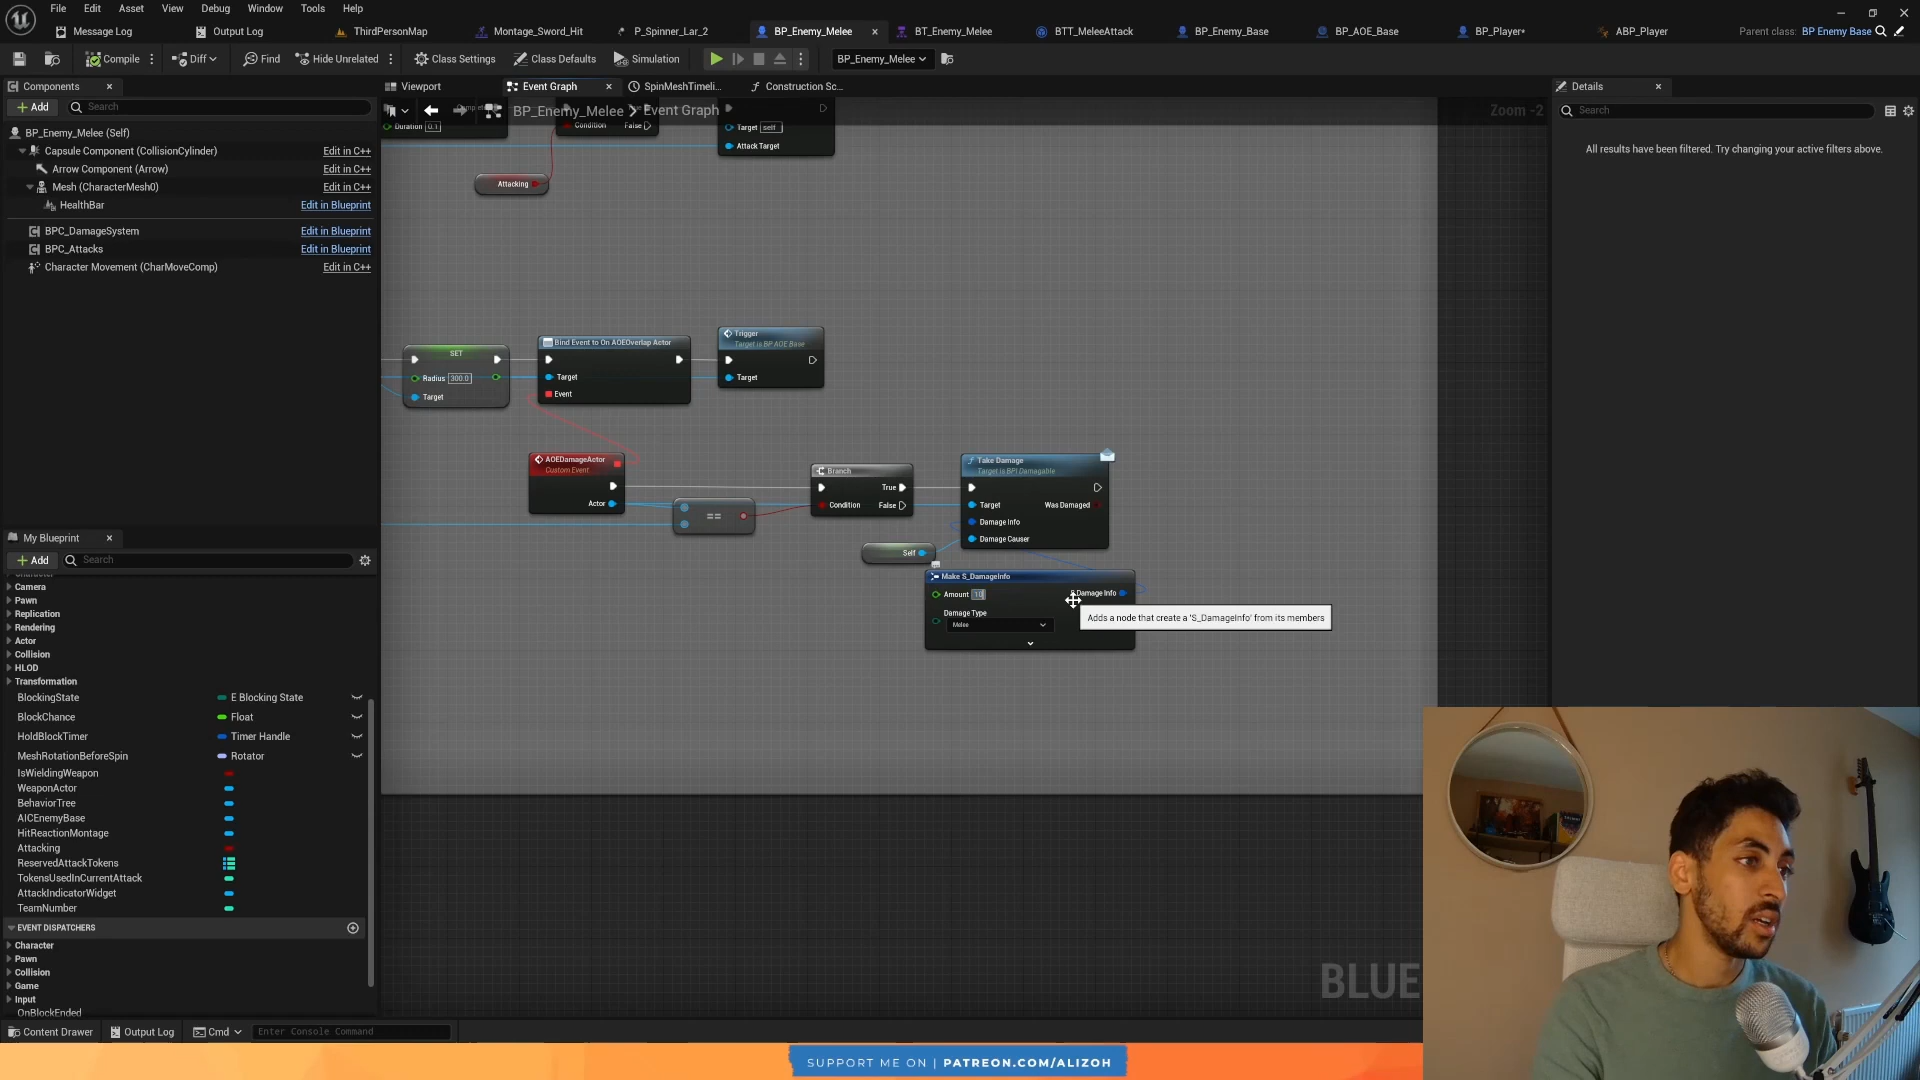 File Edit Asset View Debug Window Tools Help
Message Log Output Log ThirdPersonMap Montage_Sword_Hit P_Spinner_Lar_2 BP_Enemy_Melee BT_Enemy_Melee BTT_MeleeAttack BP_Enemy_Base BP_AOE_Base BP_Player* ABP_Player
Parent class: BP Enemy Base
Compile Diff Find Hide Unrelated Class Settings Class Defaults Simulation BP_Enemy_Melee
Components
Add Search
BP_Enemy_Melee (Self)
Capsule Component (CollisionCylinder) Edit in C++
Arrow Component (Arrow) Edit in C++
Mesh (CharacterMesh0) Edit in C++
HealthBar Edit in Blueprint
BPC_DamageSystem Edit in Blueprint
BPC_Attacks Edit in Blueprint
Character Movement (CharMoveComp) Edit in C++
My Blueprint
Add Search
Camera
Pawn
Replication
Rendering
Actor
Collision
HLOD
Transformation
BlockingState E Blocking State
BlockChance Float
HoldBlockTimer Timer Handle
MeshRotationBeforeSpin Rotator
IsWieldingWeapon
WeaponActor
BehaviorTree
AICEnemyBase
HitReactionMontage
Attacking
ReservedAttackTokens
TokensUsedInCurrentAttack
AttackIndicatorWidget
TeamNumber
EVENT DISPATCHERS
Character
Pawn
Collision
Game
Input
OnBlockEnded
Viewport Event Graph SpinMeshTimeli... Construction Sc...
BP_Enemy_Melee > Event Graph
Zoom -2
Duration 0.1
Condition False
Target self
Attack Target
Attacking
SET
Radius 300.0
Target
Bind Event to On AOEOverlap Actor
Target
Event
Trigger
Target is BP AOE Base
Target
AOEDamageActor
Custom Event
Actor
==
Branch
True
Condition False
Take Damage
Target is BPI Damagable
Target Was Damaged
Damage Info
Damage Causer
Self
Make S_DamageInfo
Amount 10 S Damage Info
Damage Type
Melee
Adds a node that create a 'S_DamageInfo' from its members
BLUE
Details
Search
All results have been filtered. Try changing your active filters above.
Content Drawer Output Log Cmd Enter Console Command
SUPPORT ME ON | PATREON.COM/ALIZOH